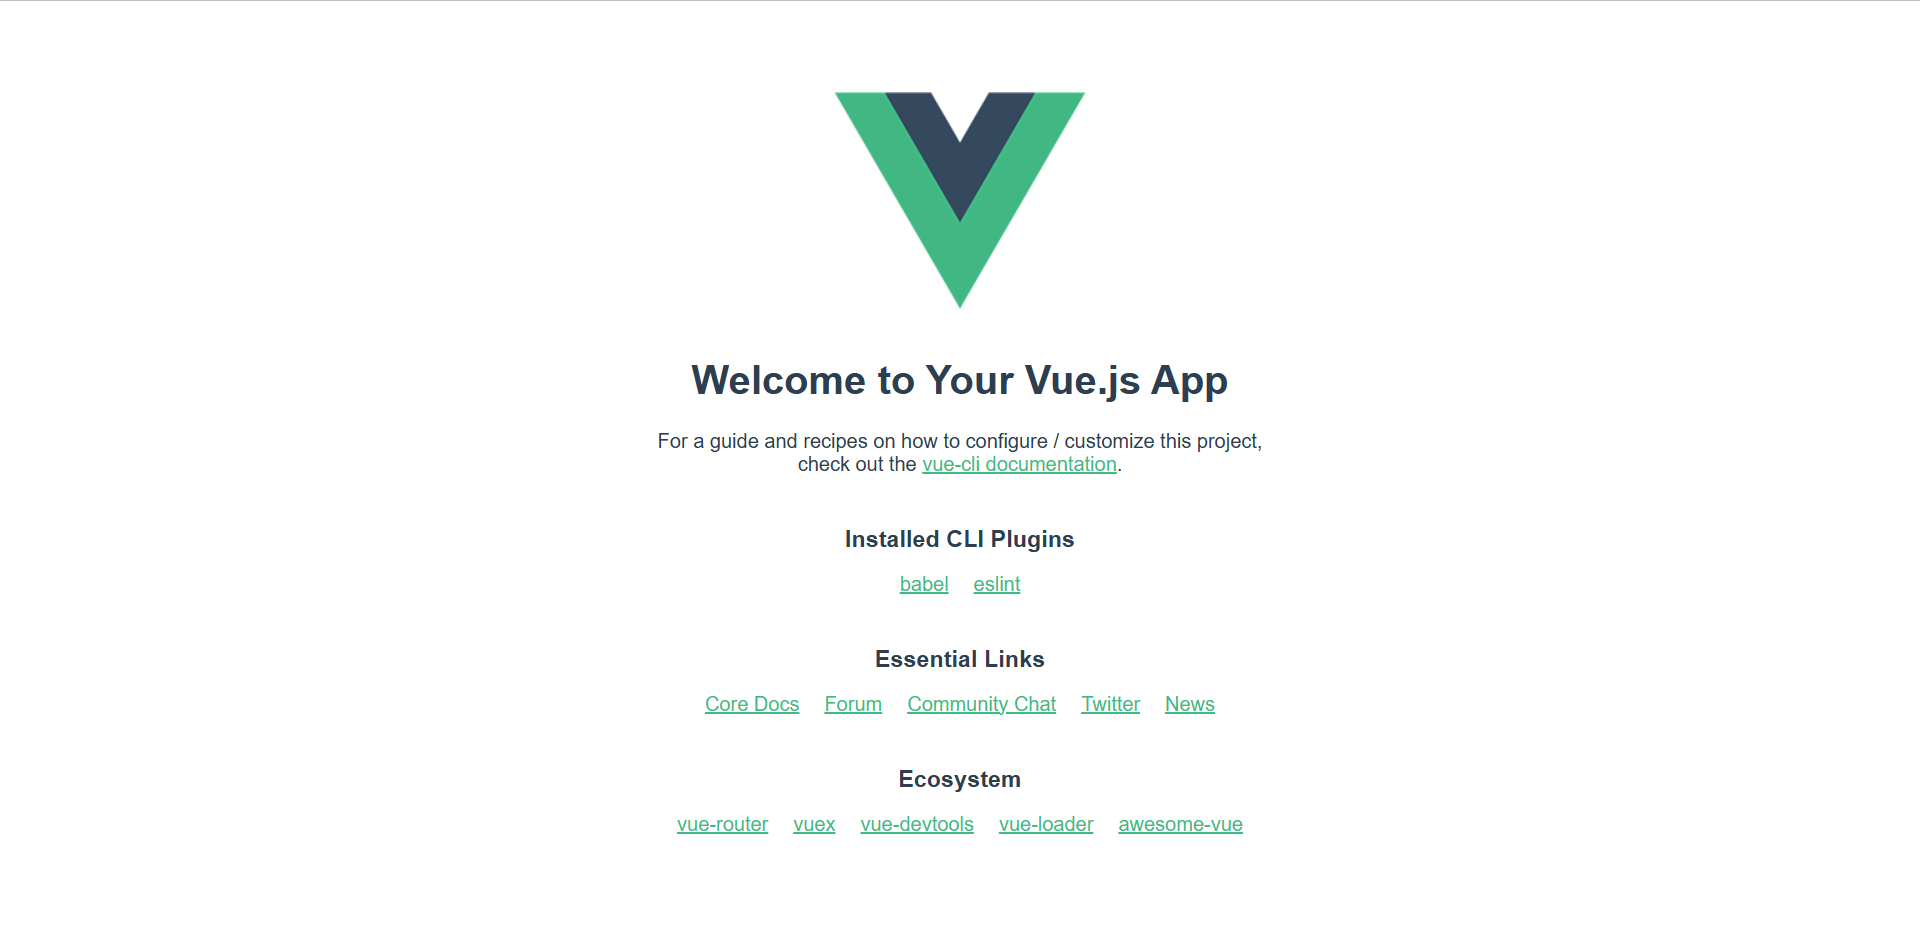 Welcome to Your Vue.js App
For a guide and recipes on how to configure / customize this project,
check out the vue-cli documentation.
Installed CLI Plugins
babel eslint
Essential Links
Core Docs Forum Community Chat Twitter News
Ecosystem
vue-router vuex vue-devtools vue-loader awesome-vue